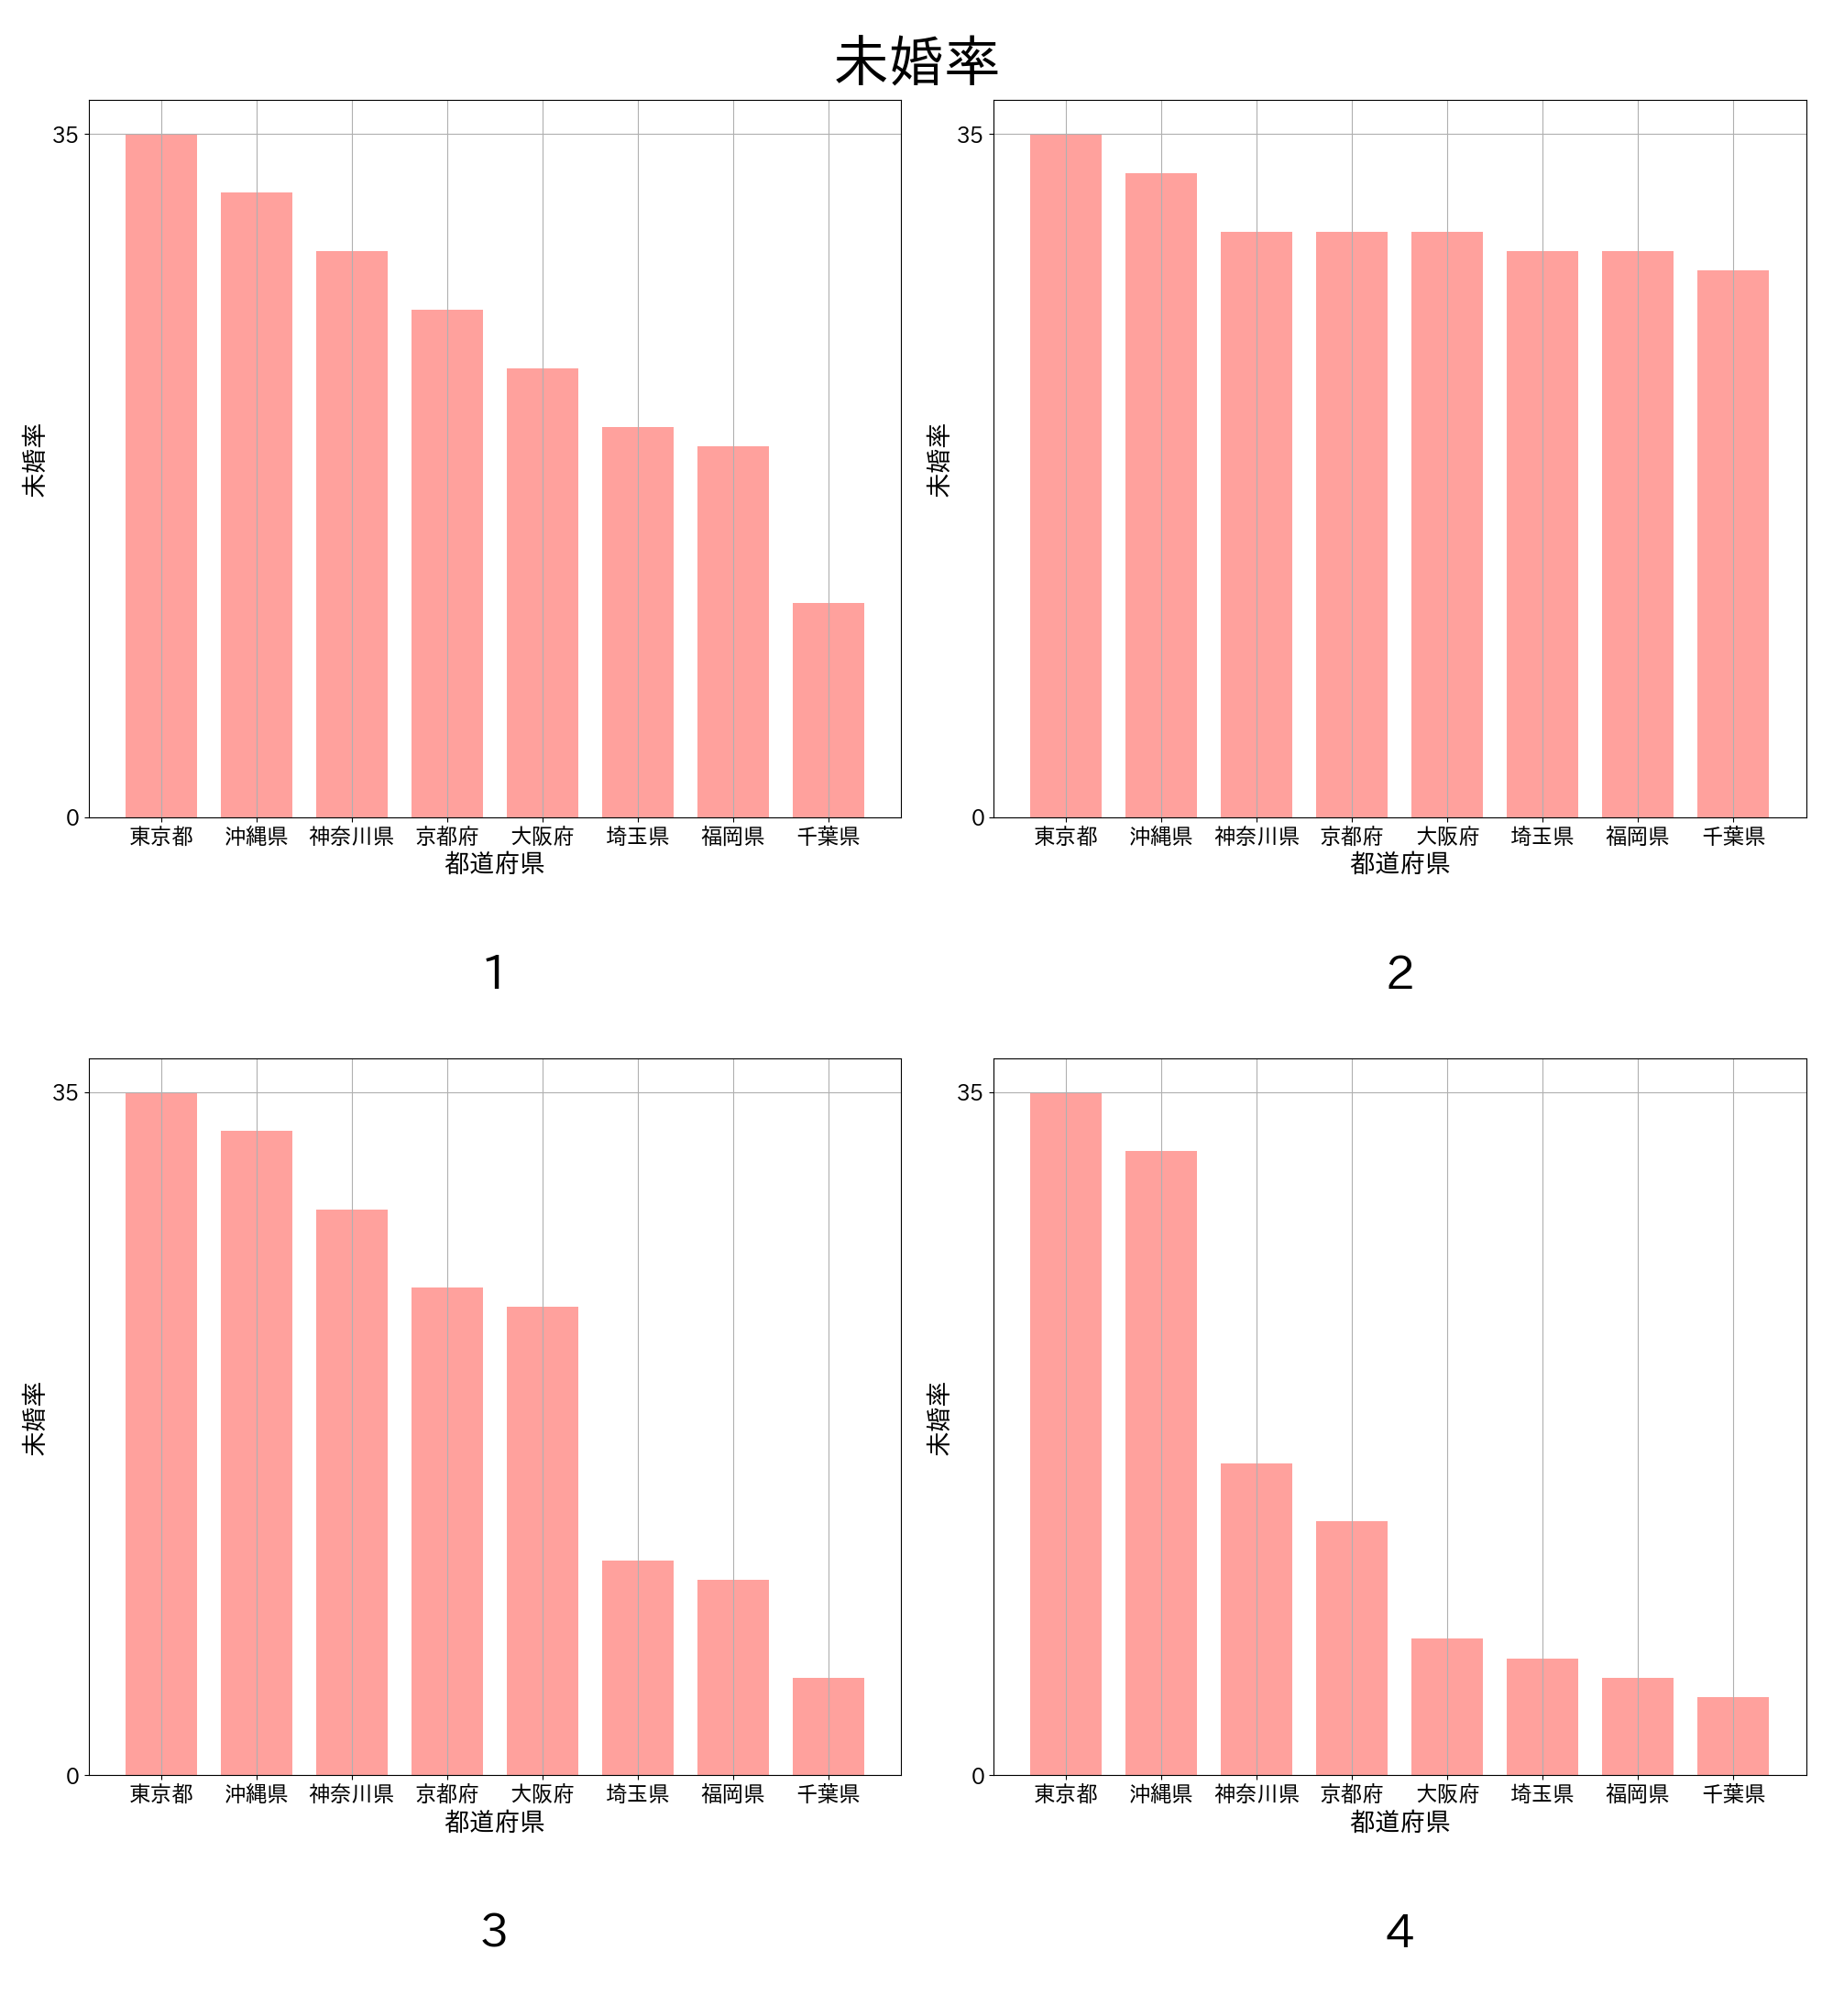 未婚率
35
0
未婚率
東京都 沖縄県 神奈川県 京都府 大阪府 埼玉県 福岡県 千葉県
都道府県
1
35
0
未婚率
東京都 沖縄県 神奈川県 京都府 大阪府 埼玉県 福岡県 千葉県
都道府県
2
35
0
未婚率
東京都 沖縄県 神奈川県 京都府 大阪府 埼玉県 福岡県 千葉県
都道府県
3
35
0
未婚率
東京都 沖縄県 神奈川県 京都府 大阪府 埼玉県 福岡県 千葉県
都道府県
4